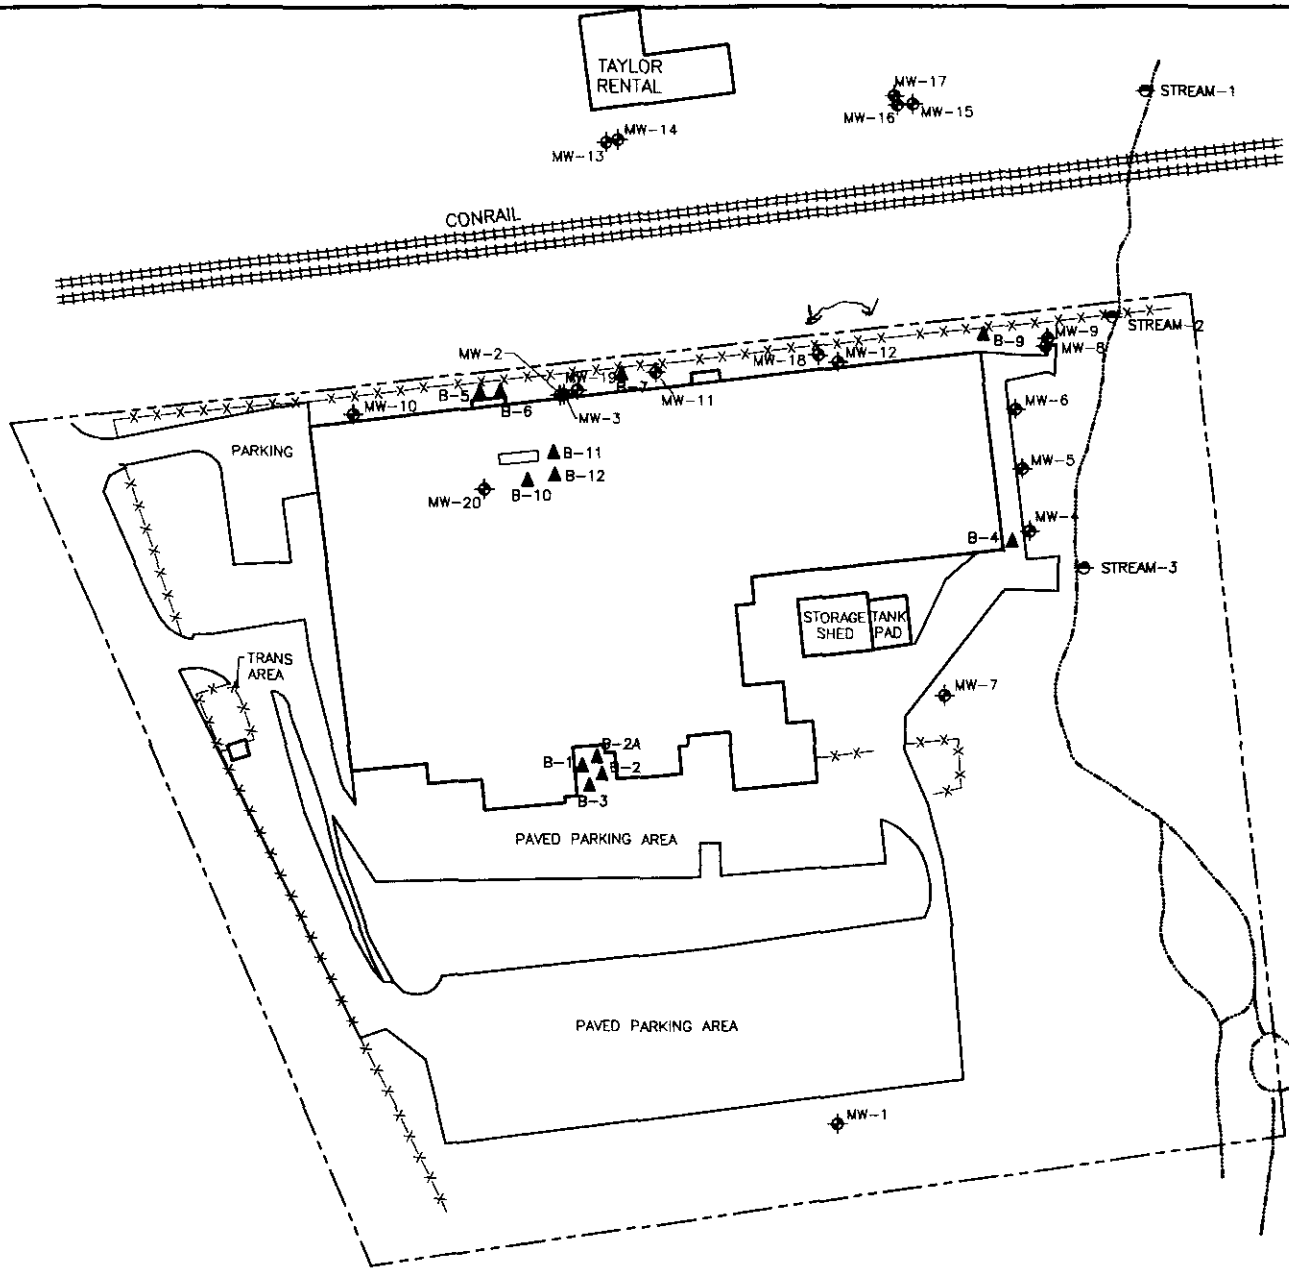 TAYLOR
RENTAL
MW-17
MW-16
MW-15
STREAM-1
MW-14
MW-13
CONRAIL
STREAM-2
MW-9
MW-8
B-9
MW-2
MW-18
MW-12
MW-19
B-7
MW-11
B-5
B-6
MW-3
MW-10
MW-6
PARKING
B-11
B-12
B-10
MW-20
MW-5
MW-4
B-4
STREAM-3
STORAGE
SHED
TANK
PAD
TRANS
AREA
MW-7
B-2A
B-1
B-2
B-3
PAVED PARKING AREA
PAVED PARKING AREA
MW-1